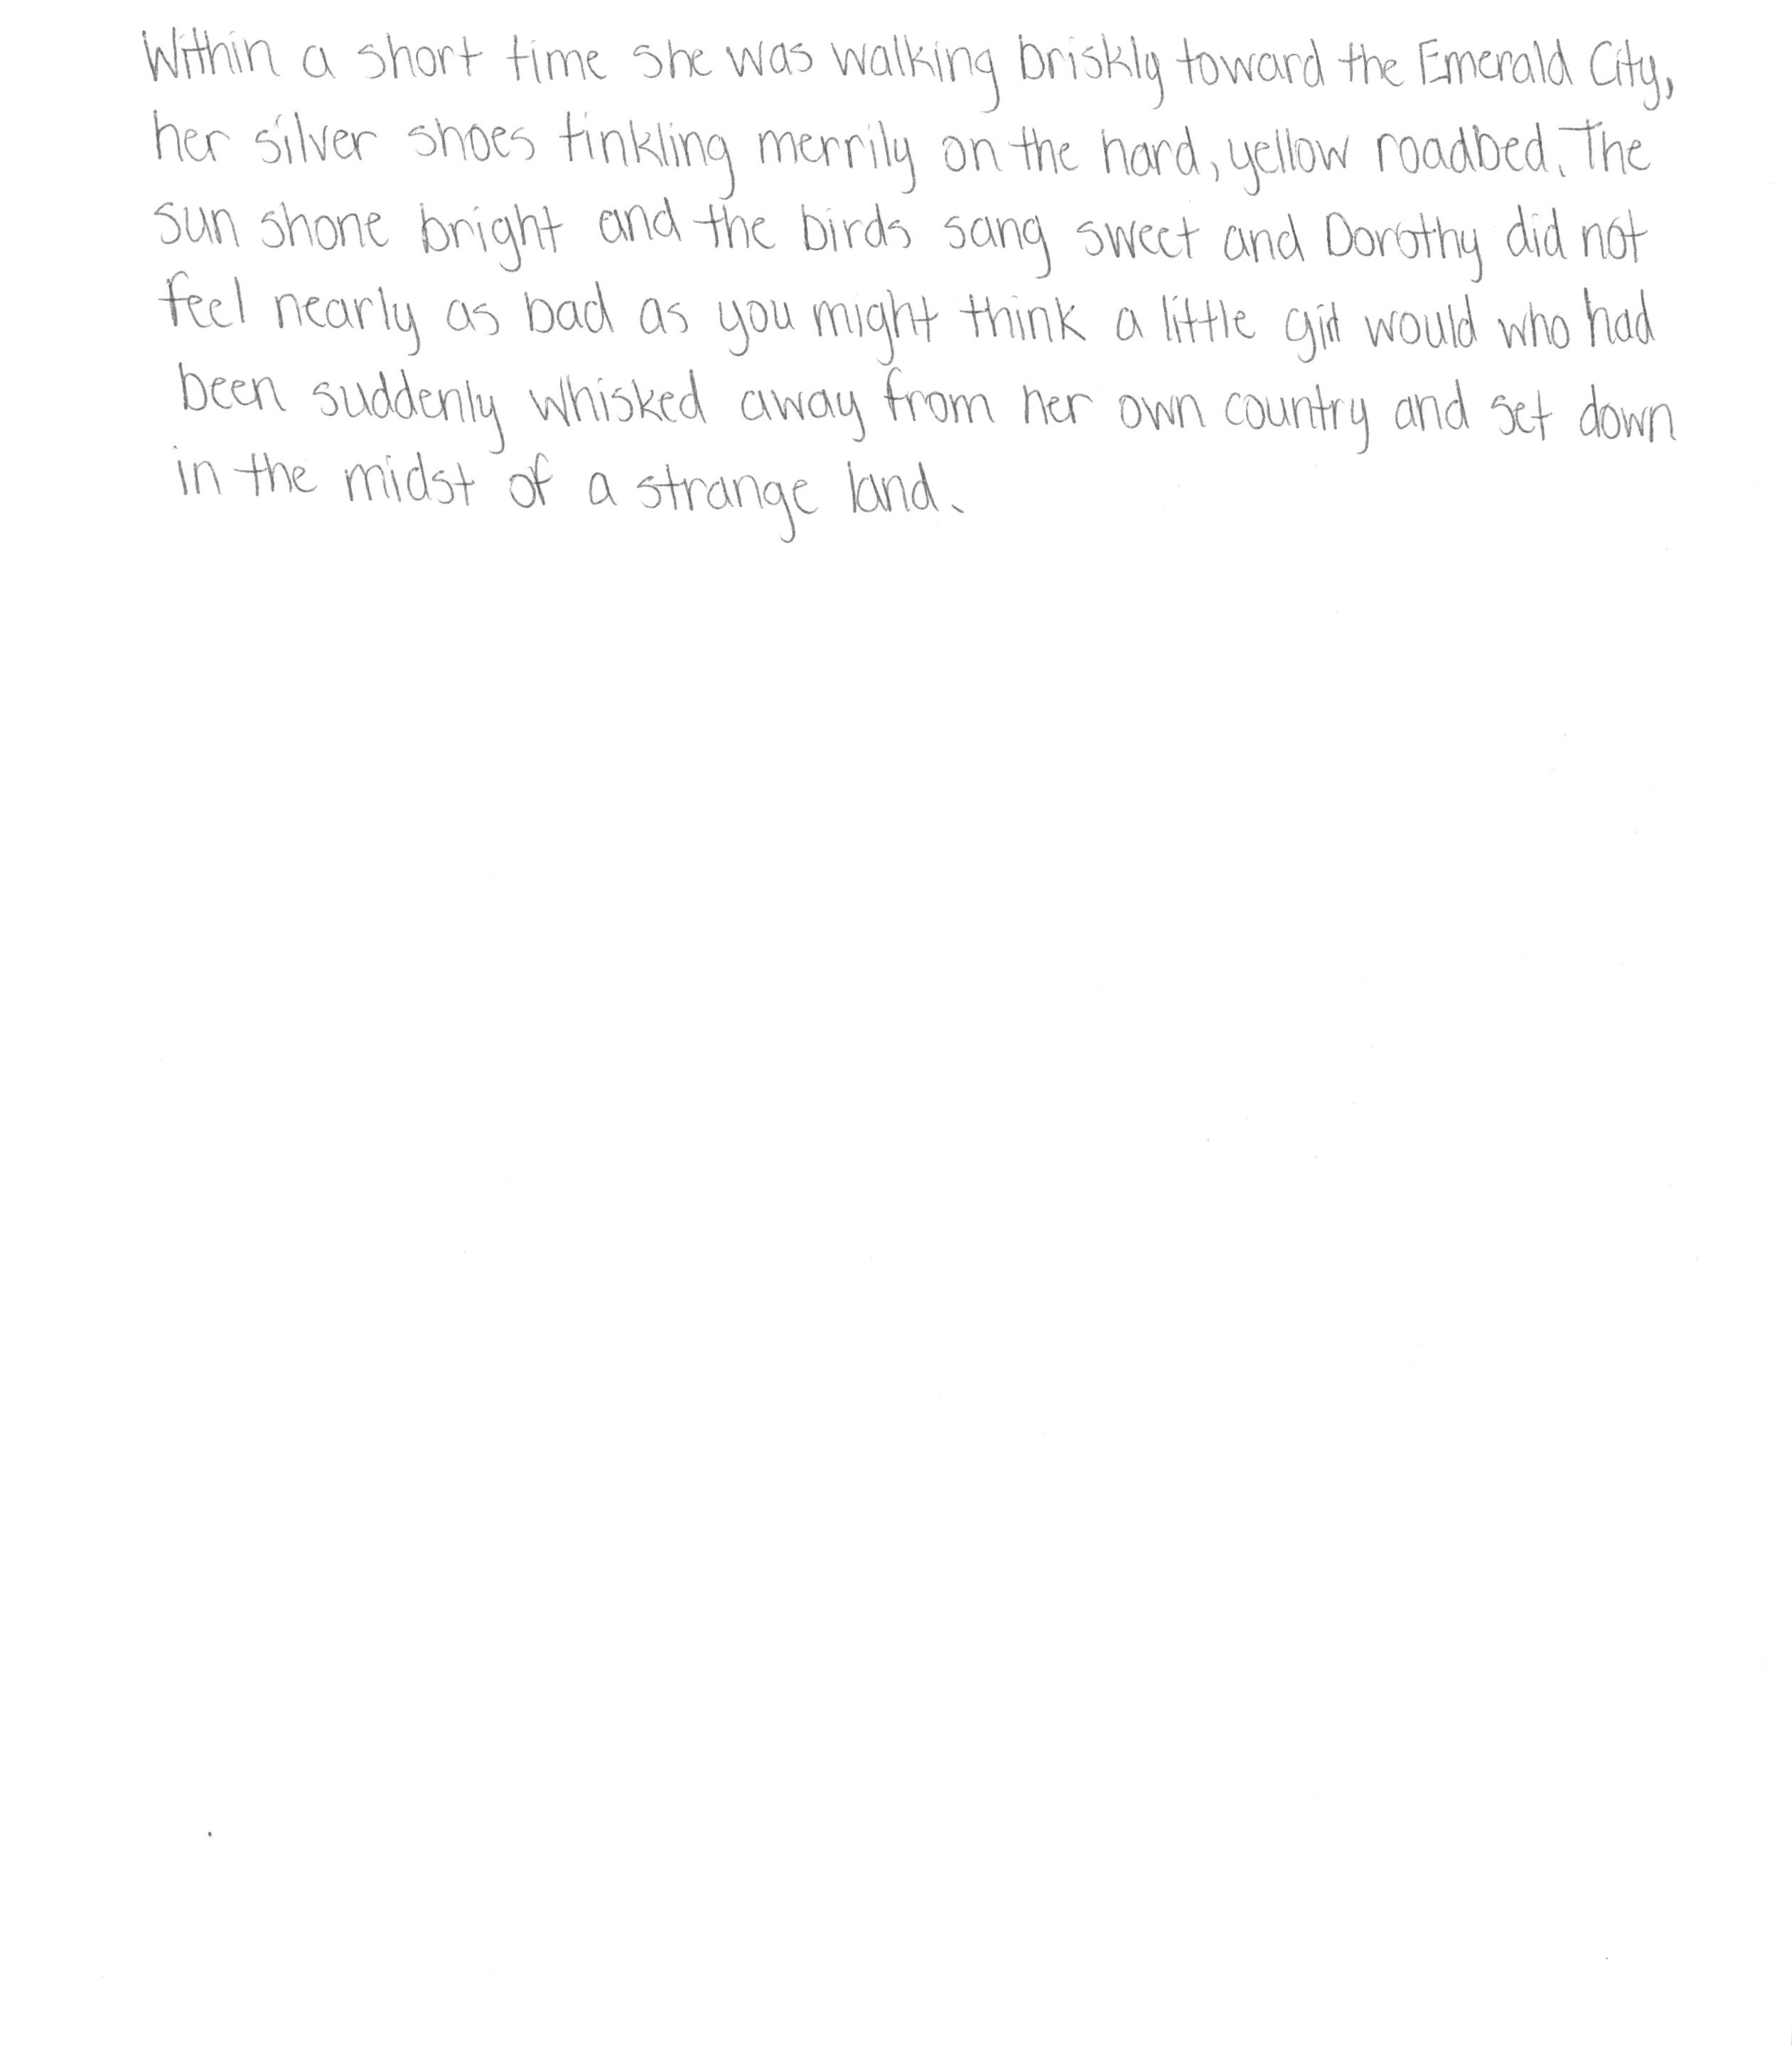 Within a short time she was walking briskly toward the Emerald City,
her silver shoes tinkling merrily on the hard, yellow roadbed. The
sun shone bright and the birds sang sweet and Dorothy did not
feel nearly as bad as you might think a little girl would who had
been suddenly whisked away from her own country and set down
in the midst of a strange land.